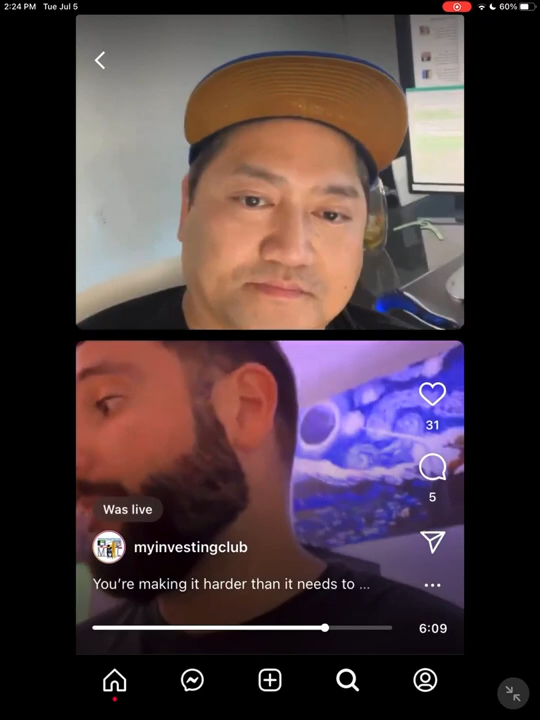 2:24 PM Tue Jul 5
60%
31
5
Was live
myinvestingclub
You're making it harder than it needs to ...
6:09